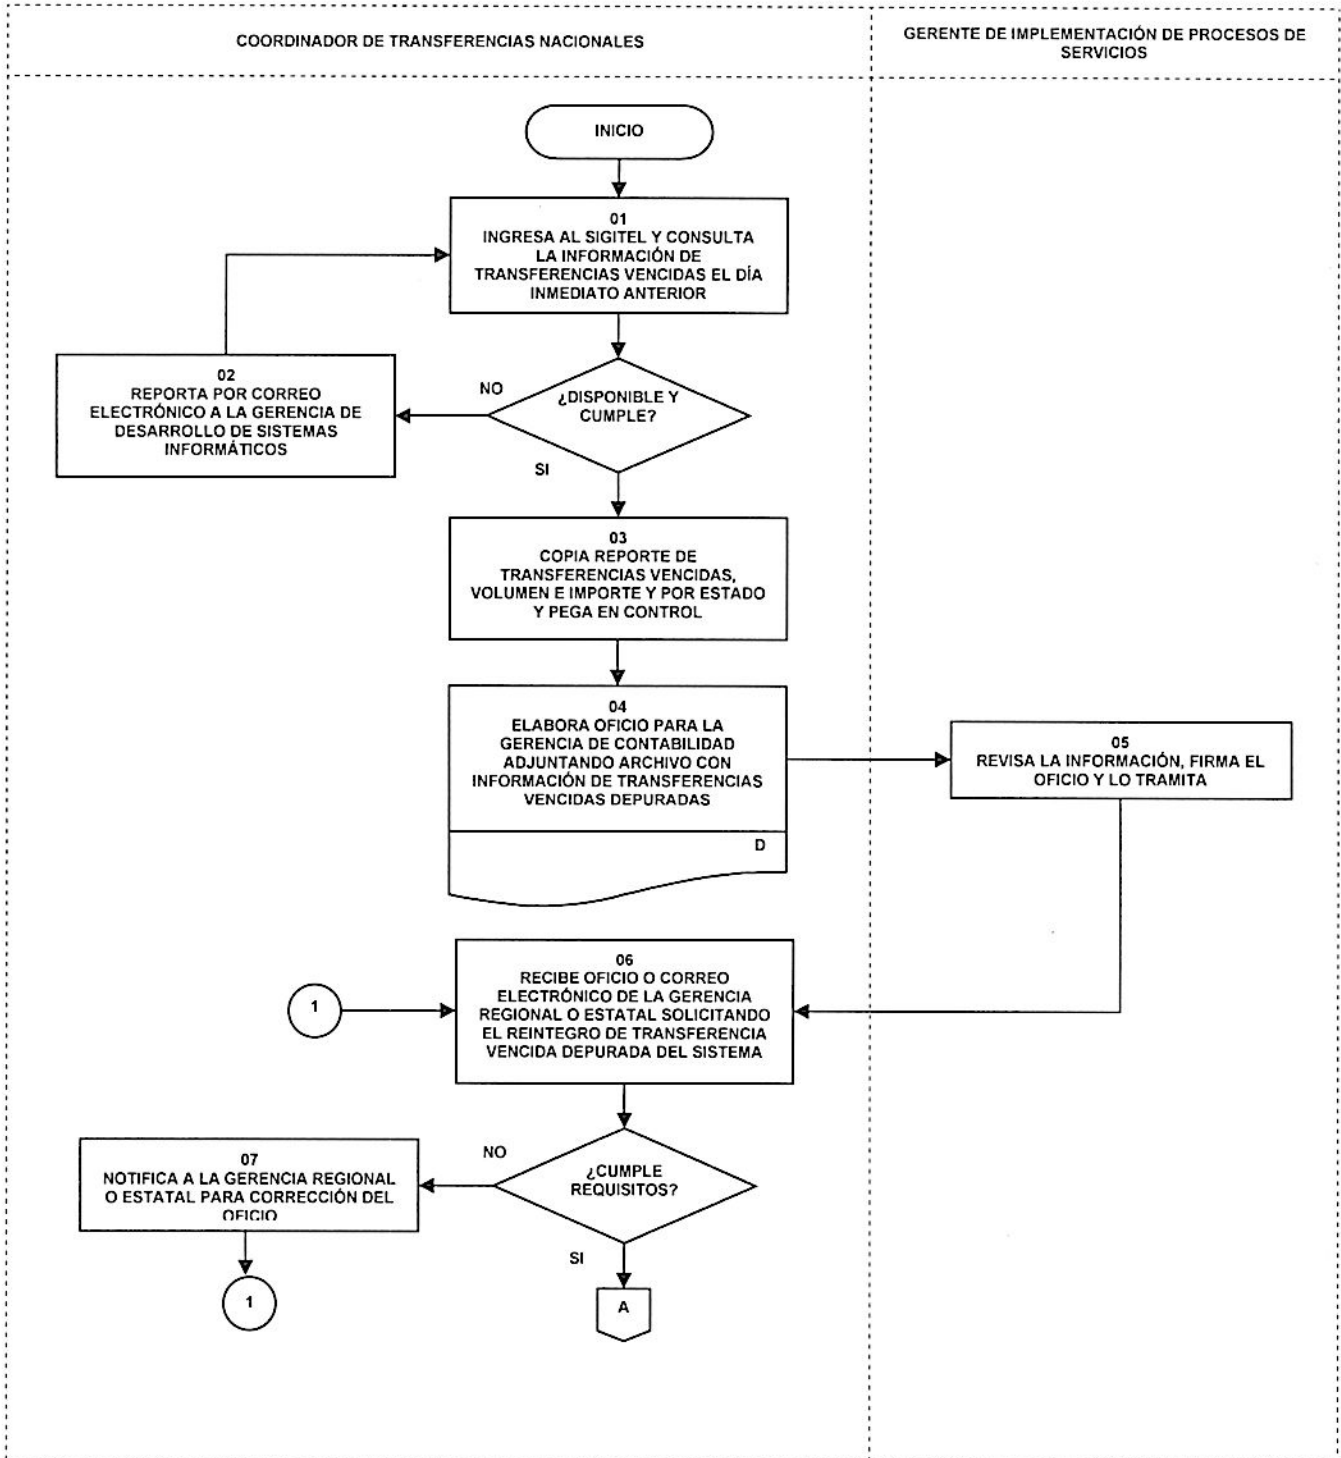 COORDINADOR DE TRANSFERENCIAS NACIONALES
GERENTE DE IMPLEMENTACIÓN DE PROCESOS DE
SERVICIOS
INICIO
01
INGRESA AL SIGITEL Y CONSULTA
LA INFORMACIÓN DE
TRANSFERENCIAS VENCIDAS EL DÍA
INMEDIATO ANTERIOR
02
REPORTA POR CORREO
ELECTRÓNICO A LA GERENCIA DE
DESARROLLO DE SISTEMAS
INFORMÁTICOS
NO
¿DISPONIBLE Y
CUMPLE?
SI
03
COPIA REPORTE DE
TRANSFERENCIAS VENCIDAS,
VOLUMEN E IMPORTE Y POR ESTADO
Y PEGA EN CONTROL
04
ELABORA OFICIO PARA LA
GERENCIA DE CONTABILIDAD
ADJUNTANDO ARCHIVO CON
INFORMACIÓN DE TRANSFERENCIAS
VENCIDAS DEPURADAS
D
05
REVISA LA INFORMACIÓN, FIRMA EL
OFICIO Y LO TRAMITA
1
06
RECIBE OFICIO O CORREO
ELECTRÓNICO DE LA GERENCIA
REGIONAL O ESTATAL SOLICITANDO
EL REINTEGRO DE TRANSFERENCIA
VENCIDA DEPURADA DEL SISTEMA
07
NOTIFICA A LA GERENCIA REGIONAL
O ESTATAL PARA CORRECCIÓN DEL
OFICIO
NO
¿CUMPLE
REQUISITOS?
SI
1
A